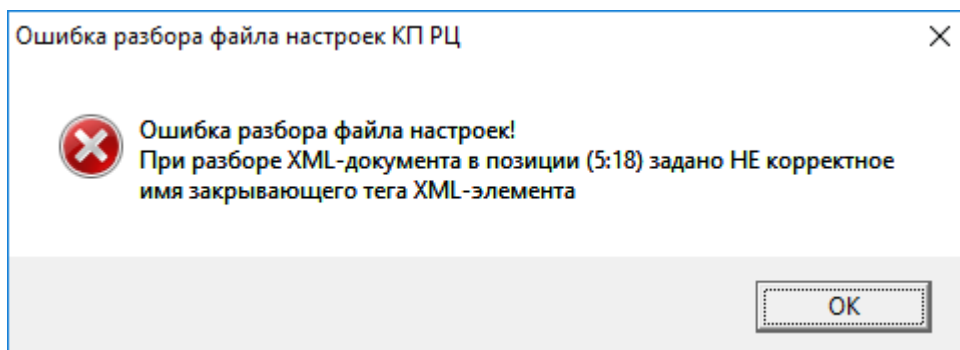 Ошибка разбора файла настроек КП РЦ
Ошибка разбора файла настроек!
При разборе XML-документа в позиции (5:18) задано НЕ корректное
имя закрывающего тега XML-элемента
OK